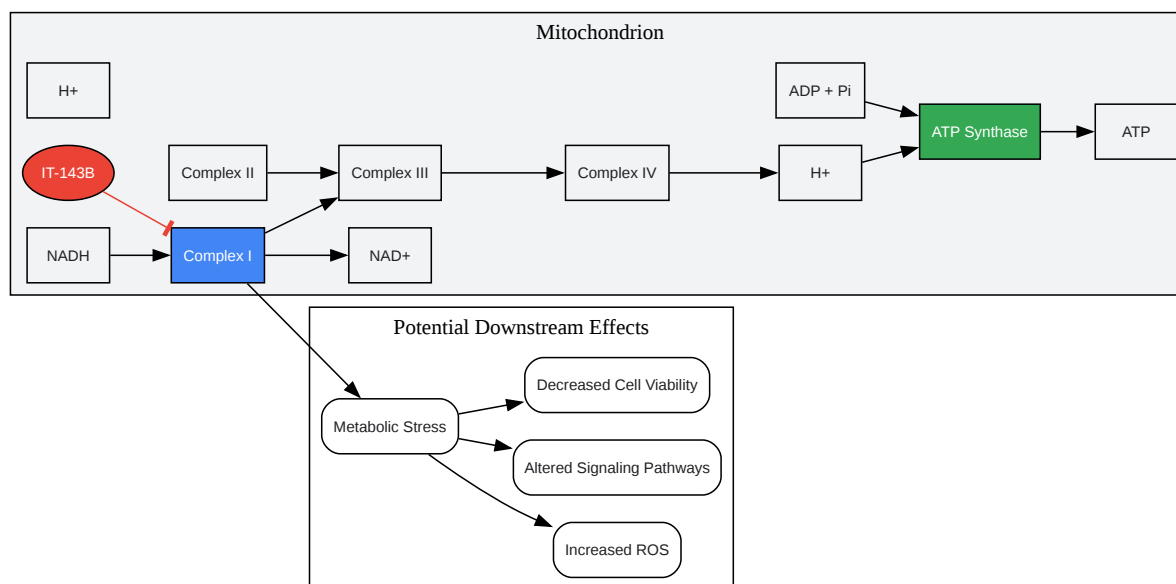 Mitochondrion
H+
ADP + Pi
ATP Synthase
ATP
IT-143B
Complex II
Complex III
Complex IV
H+
NADH
Complex I
NAD+
Potential Downstream Effects
Decreased Cell Viability
Metabolic Stress
Altered Signaling Pathways
Increased ROS